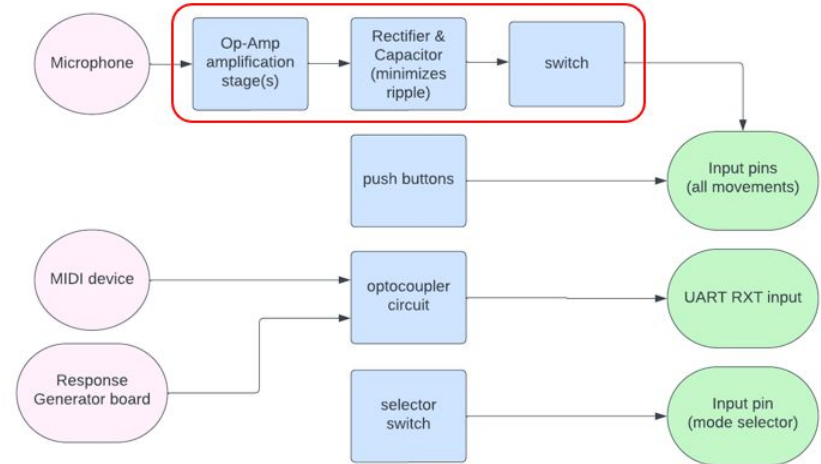 Microphone
Op-Amp
amplification
stage(s)
Rectifier &
Capacitor
(minimizes
ripple)
switch
push buttons
Input pins
(all movements)
MIDI device
optocoupler
circuit
UART RXT input
Response
Generator board
selector
switch
Input pin
(mode selector)